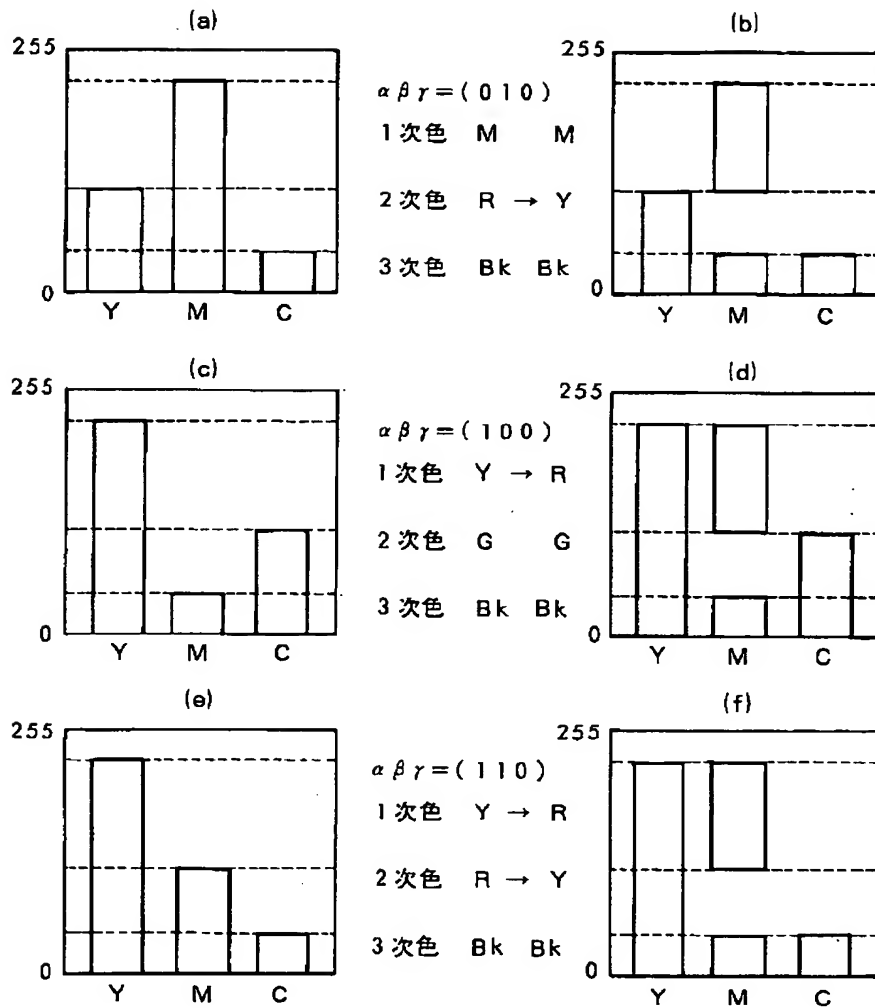 (a)
255
0
Y M C
αβγ=(010)
1次色 M M
2次色 R → Y
3次色 Bk Bk
(b)
255
0
Y M C
(c)
255
0
Y M C
αβγ=(100)
1次色 Y → R
2次色 G G
3次色 Bk Bk
(d)
255
0
Y M C
(e)
255
0
Y M C
αβγ=(110)
1次色 Y → R
2次色 R → Y
3次色 Bk Bk
(f)
255
0
Y M C